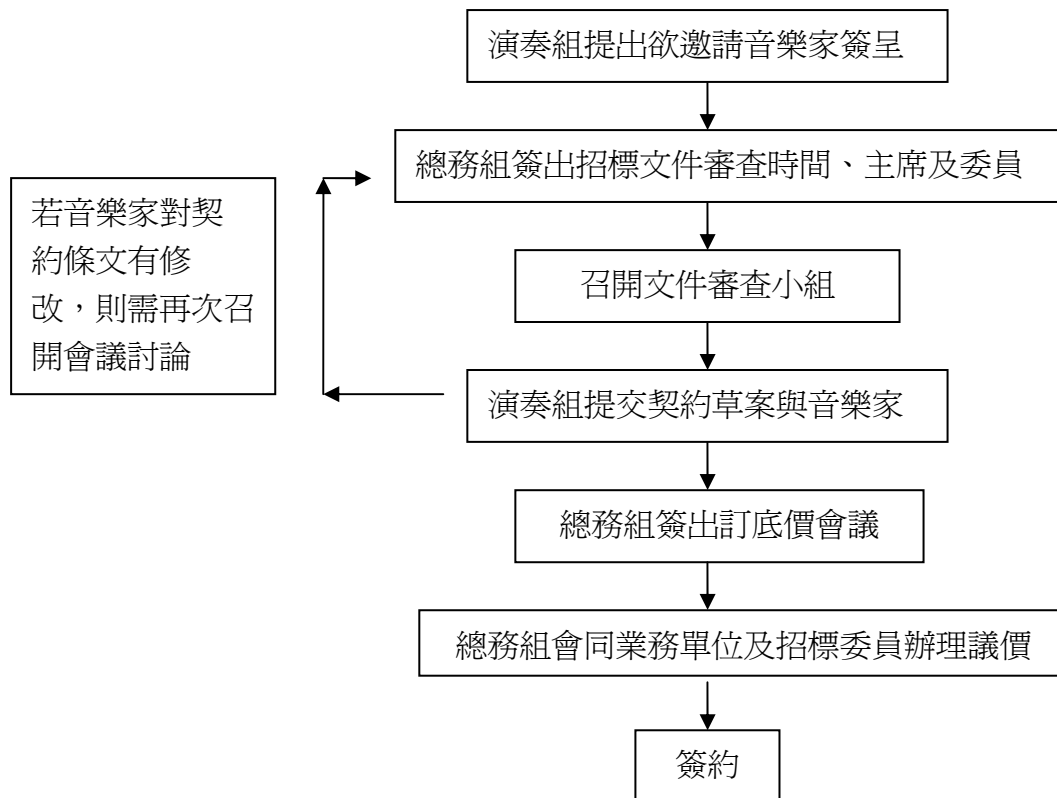 演奏組提出欲邀請音樂家簽呈
總務組簽出招標文件審查時間、主席及委員
若音樂家對契
約條文有修
改，則需再次召
開會議討論
召開文件審查小組
演奏組提交契約草案與音樂家
總務組簽出訂底價會議
總務組會同業務單位及招標委員辦理議價
簽約